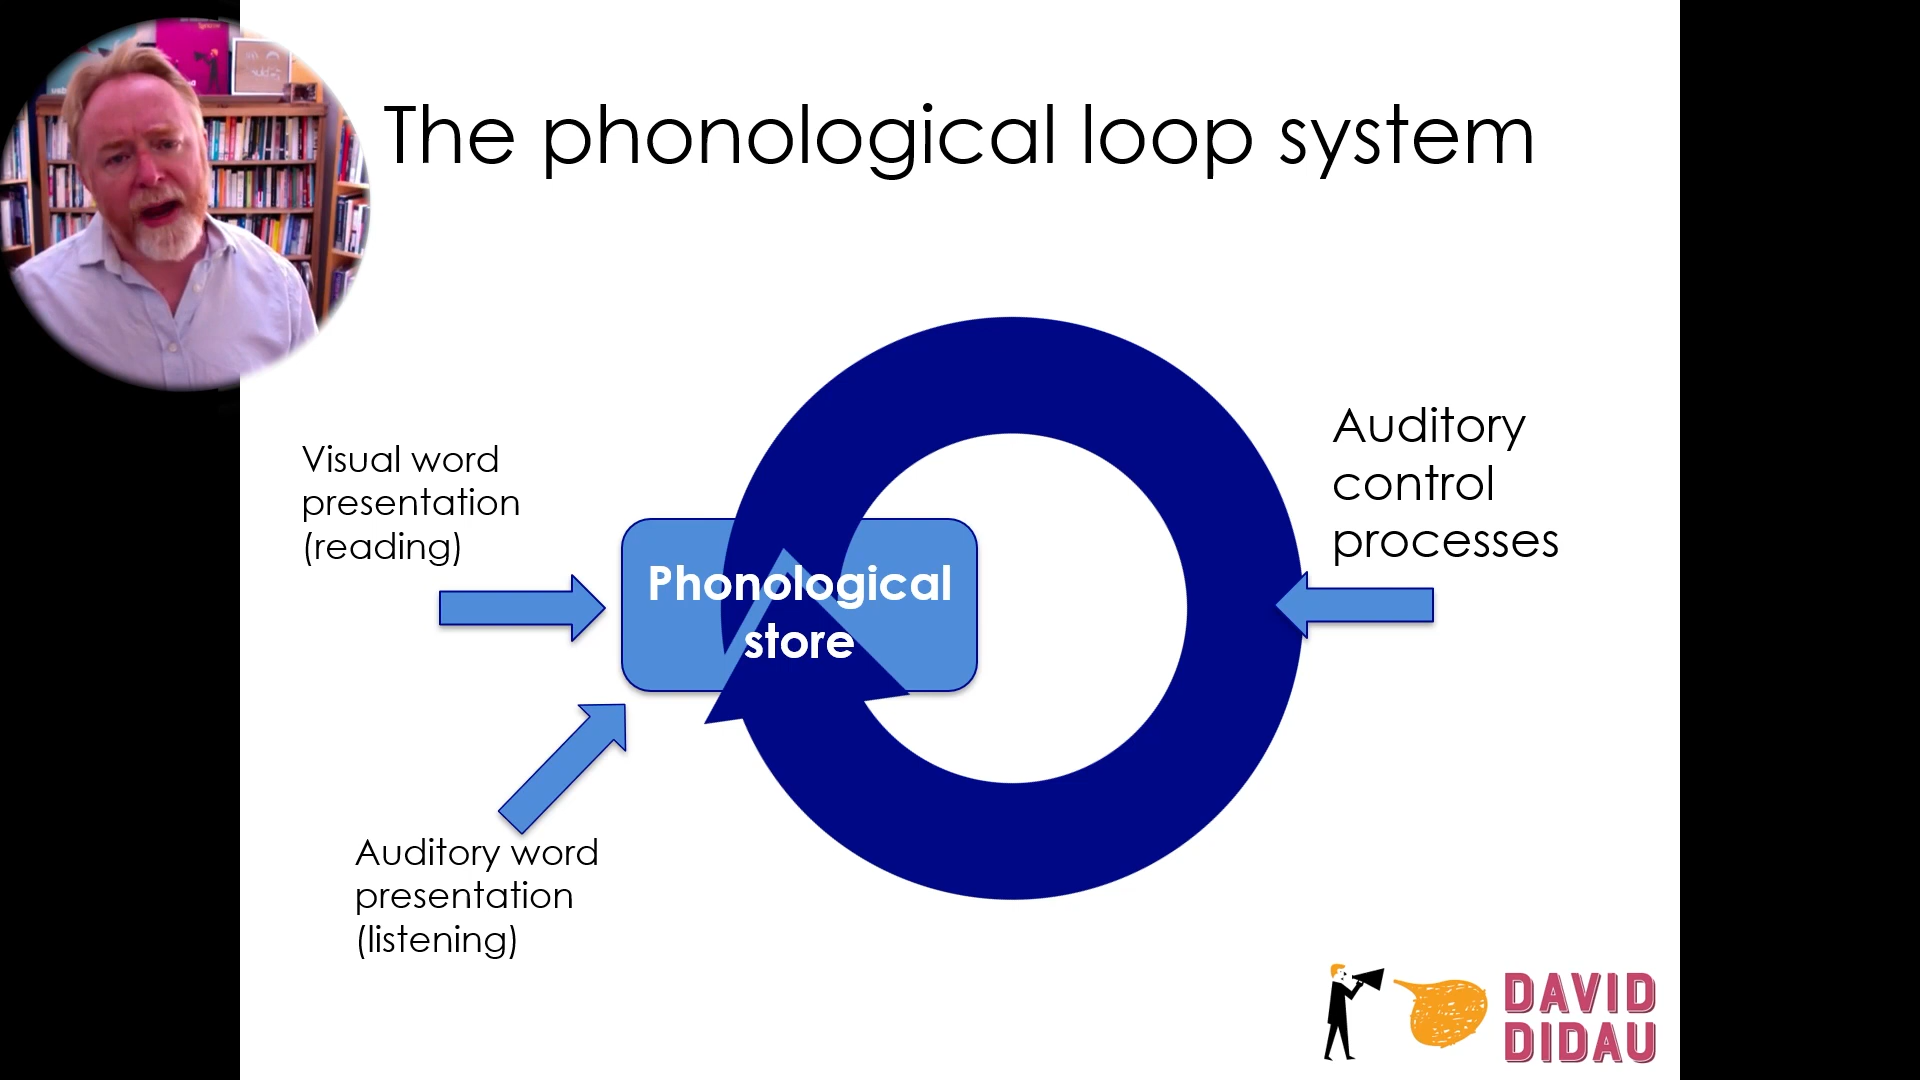 The phonological loop system
Visual word
presentation
(reading)
Phonological
store
Auditory
control
processes
Auditory word
presentation
(listening)
DAVID
DIDAU